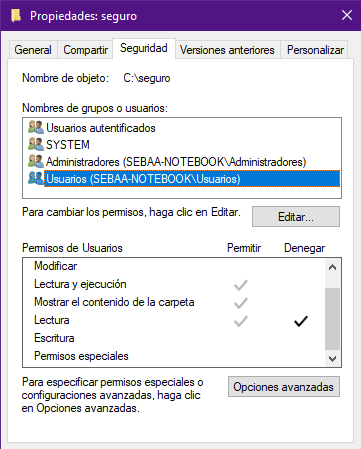 Propiedades: seguro
General Compartir Seguridad Versiones anteriores Personalizar
Nombre de objeto: C:\seguro
Nombres de grupos o usuarios:
Usuarios autentificados
SYSTEM
Administradores (SEBAA-NOTEBOOK\Administradores)
Usuarios (SEBAA-NOTEBOOK\Usuarios)
Para cambiar los permisos, haga clic en Editar.
Editar...
Permisos de Usuarios Permitir Denegar
Modificar
Lectura y ejecución
Mostrar el contenido de la carpeta
Lectura
Escritura
Permisos especiales
Para especificar permisos especiales o
configuraciones avanzadas, haga clic
en Opciones avanzadas.
Opciones avanzadas